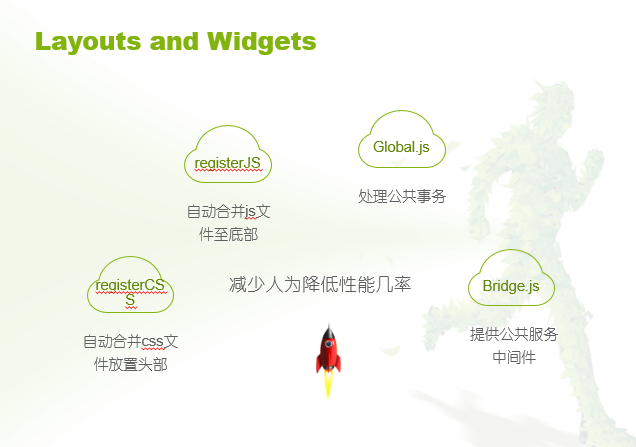 Layouts and Widgets
registerJS
Global.js
自动合并js文
件至底部
处理公共事务
registerCS
S
减少人为降低性能几率
Bridge.js
自动合并css文
件放置头部
提供公共服务
中间件